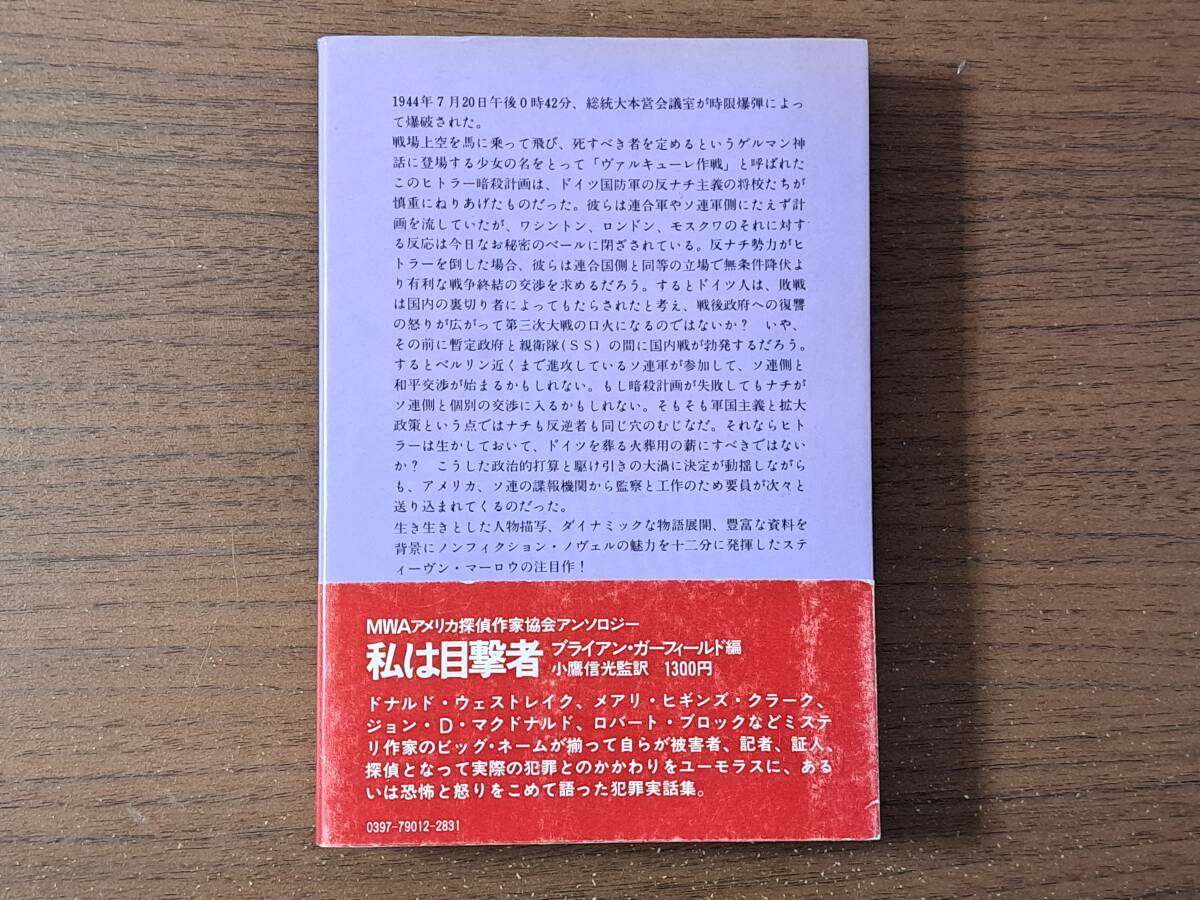 1944年7月20日午後0時42分、総統大本営会議室が時限爆弾によっ
て爆破された。
戦場上空を馬に乗って飛び、死すべき者を定めるというゲルマン神
話に登場する少女の名をとって「ヴァルキューレ作戦」と呼ばれた
このヒトラー暗殺計画は、ドイツ国防軍の反ナチ主義の将校たちが
慎重にねりあげたものだった。彼らは連合軍やソ連軍側にたえず計
画を流していたが、ワシントン、ロンドン、モスクワのそれに対す
る反応は今日なお秘密のベールに閉ざされている。反ナチ勢力がヒ
トラーを倒した場合、彼らは連合国側と同等の立場で無条件降伏よ
り有利な戦争終結の交渉を求めるだろう。するとドイツ人は、敗戦
は国内の裏切り者によってもたらされたと考え、戦後政府への復讐
の怒りが広がって第三次大戦の口火になるのではないか？　いや、
その前に暫定政府と親衛隊(ＳＳ)の間に国内戦が勃発するだろう。
するとベルリン近くまで進攻しているソ連軍が参加して、ソ連側と
和平交渉が始まるかもしれない。もし暗殺計画が失敗してもナチが
ソ連側と個別の交渉に入るかもしれない。そもそも軍国主義と拡大
政策という点ではナチも反逆者も同じ穴のむじなだ。それならヒト
ラーは生かしておいて、ドイツを葬る火葬用の薪にすべきではない
か？　こうした政治的打算と駆け引きの大渦に決定が動揺しながら
も、アメリカ、ソ連の諜報機関から監察と工作のため要員が次々と
送り込まれてくるのだった。
生き生きとした人物描写、ダイナミックな物語展開、豊富な資料を
背景にノンフィクション・ノヴェルの魅力を十二分に発揮したステ
ィーヴン・マーロウの注目作！
MWAアメリカ探偵作家協会アンソロジー
私は目撃者 ブライアン・ガーフィールド編
小鷹信光監訳 1300円
ドナルド・ウェストレイク、メアリ・ヒギンズ・クラーク、
ジョン・D・マクドナルド、ロバート・ブロックなどミステ
リ作家のビッグ・ネームが揃って自らが被害者、記者、証人、
探偵となって実際の犯罪とのかかわりをユーモラスに、ある
いは恐怖と怒りをこめて語った犯罪実話集。
0397-79012-2831